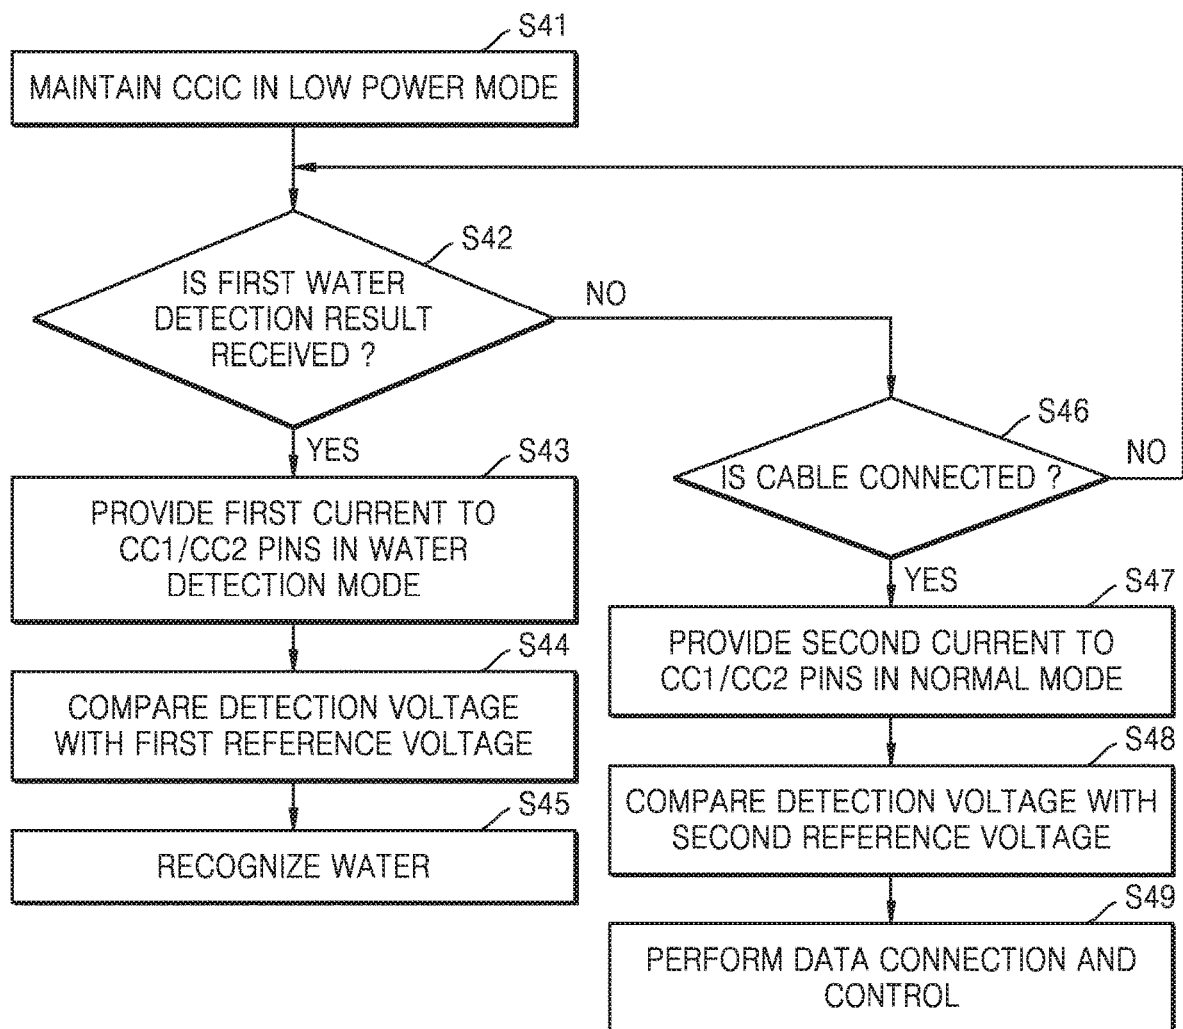 S41
MAINTAIN CCIC IN LOW POWER MODE
S42
IS FIRST WATER
DETECTION RESULT
RECEIVED ?
NO
YES
S43
PROVIDE FIRST CURRENT TO
CC1/CC2 PINS IN WATER
DETECTION MODE
S44
COMPARE DETECTION VOLTAGE
WITH FIRST REFERENCE VOLTAGE
S45
RECOGNIZE WATER
S46
IS CABLE CONNECTED ?
NO
YES
S47
PROVIDE SECOND CURRENT TO
CC1/CC2 PINS IN NORMAL MODE
S48
COMPARE DETECTION VOLTAGE WITH
SECOND REFERENCE VOLTAGE
S49
PERFORM DATA CONNECTION AND
CONTROL